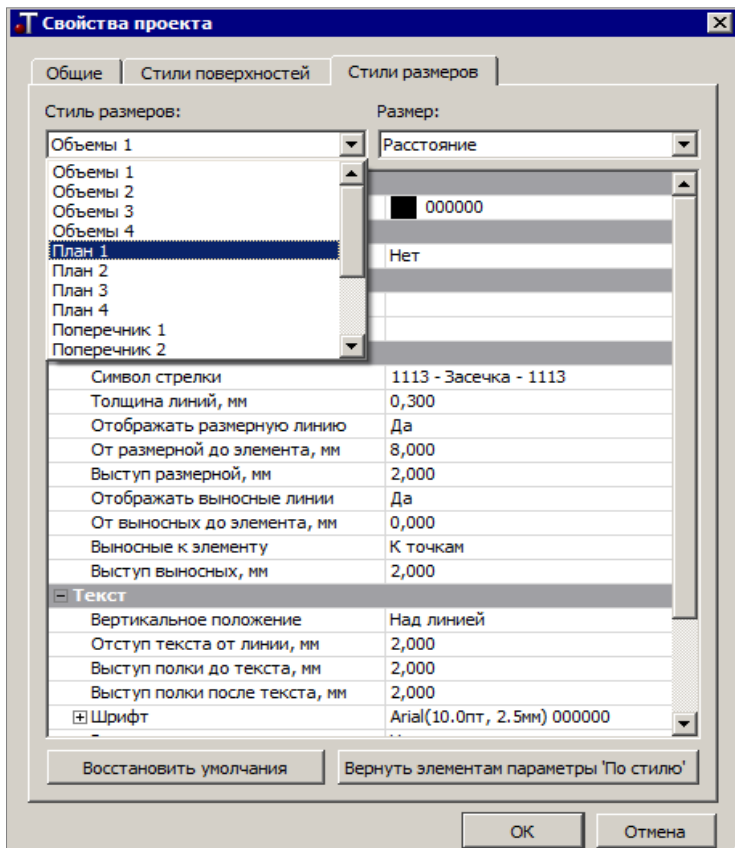 Свойства проекта
Общие Стили поверхностей Стили размеров
Стиль размеров: Размер:
Объемы 1 Расстояние
Объемы 1
Объемы 2
000000
Объемы 3
Объемы 4
План 1 Нет
План 2
План 3
План 4
Поперечник 1
Поперечник 2
Символ стрелки 1113 - Засечка - 1113
Толщина линий, мм 0,300
Отображать размерную линию Да
От размерной до элемента, мм 8,000
Выступ размерной, мм 2,000
Отображать выносные линии Да
От выносных до элемента, мм 0,000
Выносные к элементу К точкам
Выступ выносных, мм 2,000
Текст
Вертикальное положение Над линией
Отступ текста от линии, мм 2,000
Выступ полки до текста, мм 2,000
Выступ полки после текста, мм 2,000
Шрифт Arial(10.0пт, 2.5мм) 000000
Восстановить умолчания Вернуть элементам параметры 'По стилю'
ОК Отмена